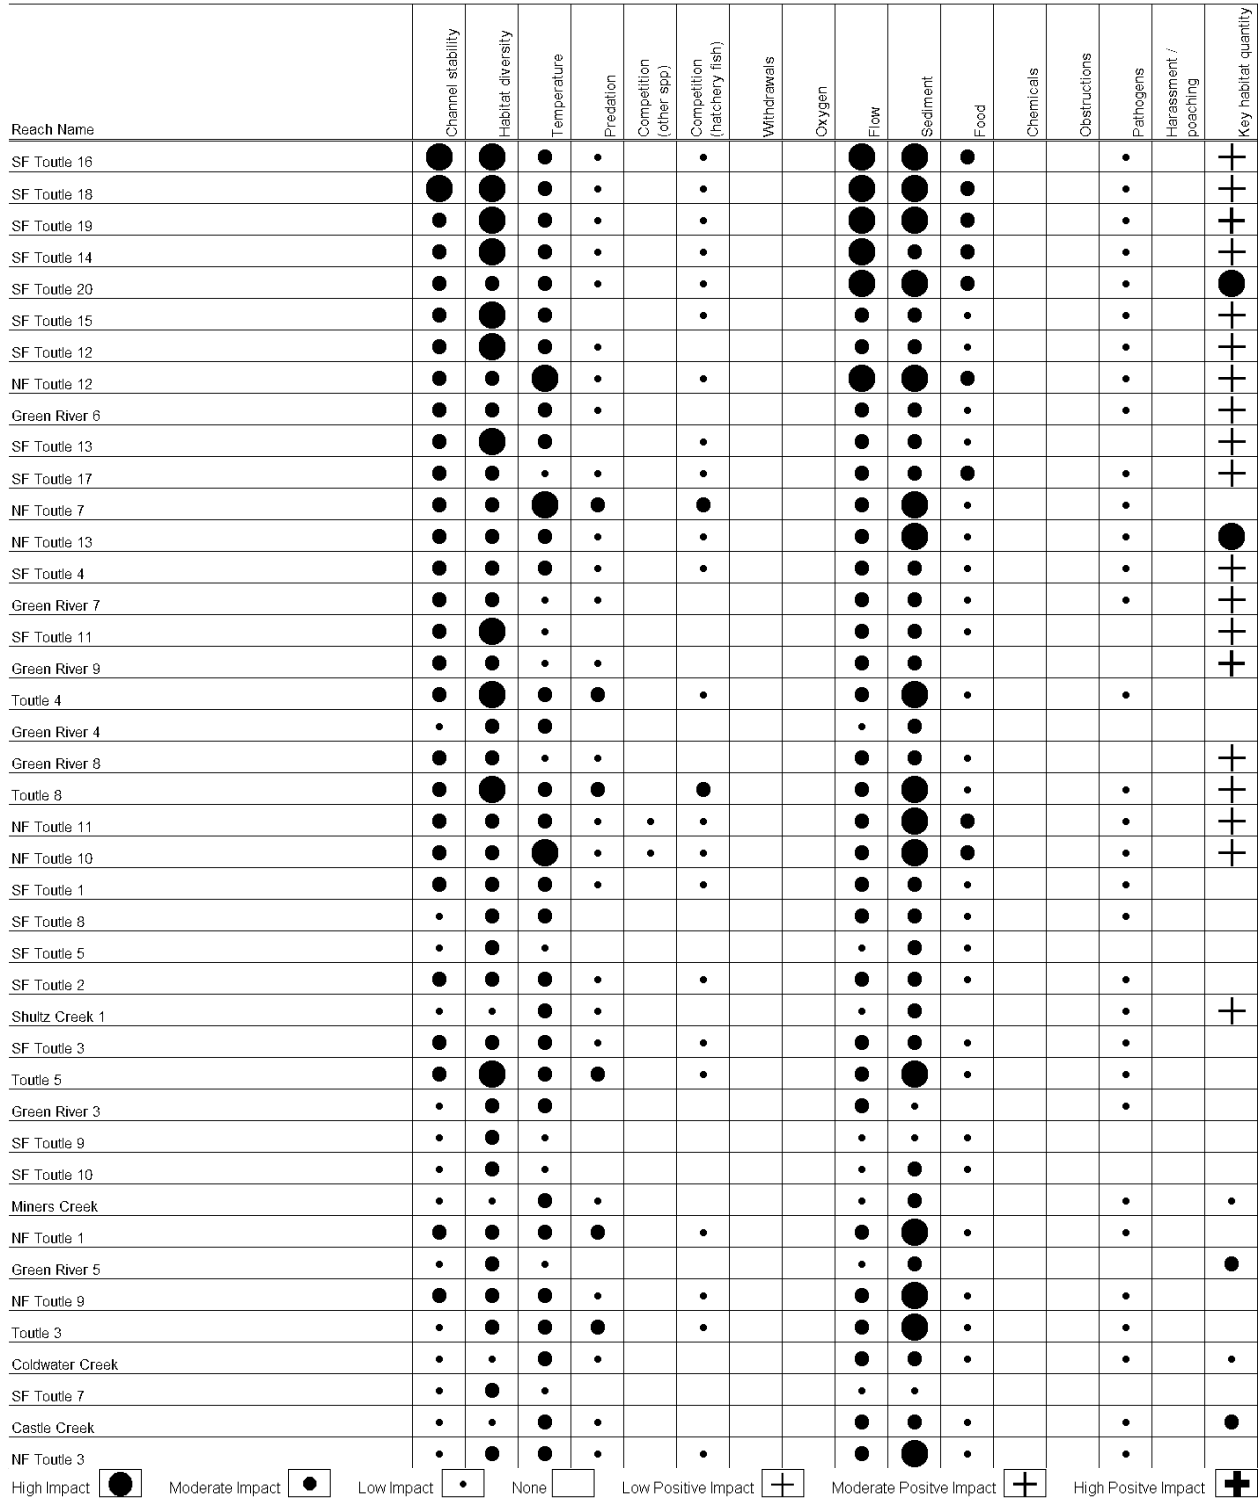 Reach Name
Channel stability
Habitat diversity
Temperature
Predation
Competition
(other spp)
Competition
(hatchery fish)
Withdrawals
Oxygen
Flow
Sediment
Food
Chemicals
Obstructions
Pathogens
Harassment /
poaching
Key habitat quantity
SF Toutle 16
SF Toutle 18
SF Toutle 19
SF Toutle 14
SF Toutle 20
SF Toutle 15
SF Toutle 12
NF Toutle 12
Green River 6
SF Toutle 13
SF Toutle 17
NF Toutle 7
NF Toutle 13
SF Toutle 4
Green River 7
SF Toutle 11
Green River 9
Toutle 4
Green River 4
Green River 8
Toutle 8
NF Toutle 11
NF Toutle 10
SF Toutle 1
SF Toutle 8
SF Toutle 5
SF Toutle 2
Shultz Creek 1
SF Toutle 3
Toutle 5
Green River 3
SF Toutle 9
SF Toutle 10
Miners Creek
NF Toutle 1
Green River 5
NF Toutle 9
Toutle 3
Coldwater Creek
SF Toutle 7
Castle Creek
NF Toutle 3
High Impact Moderate Impact Low Impact None Low Positive Impact Moderate Positve Impact High Positve Impact